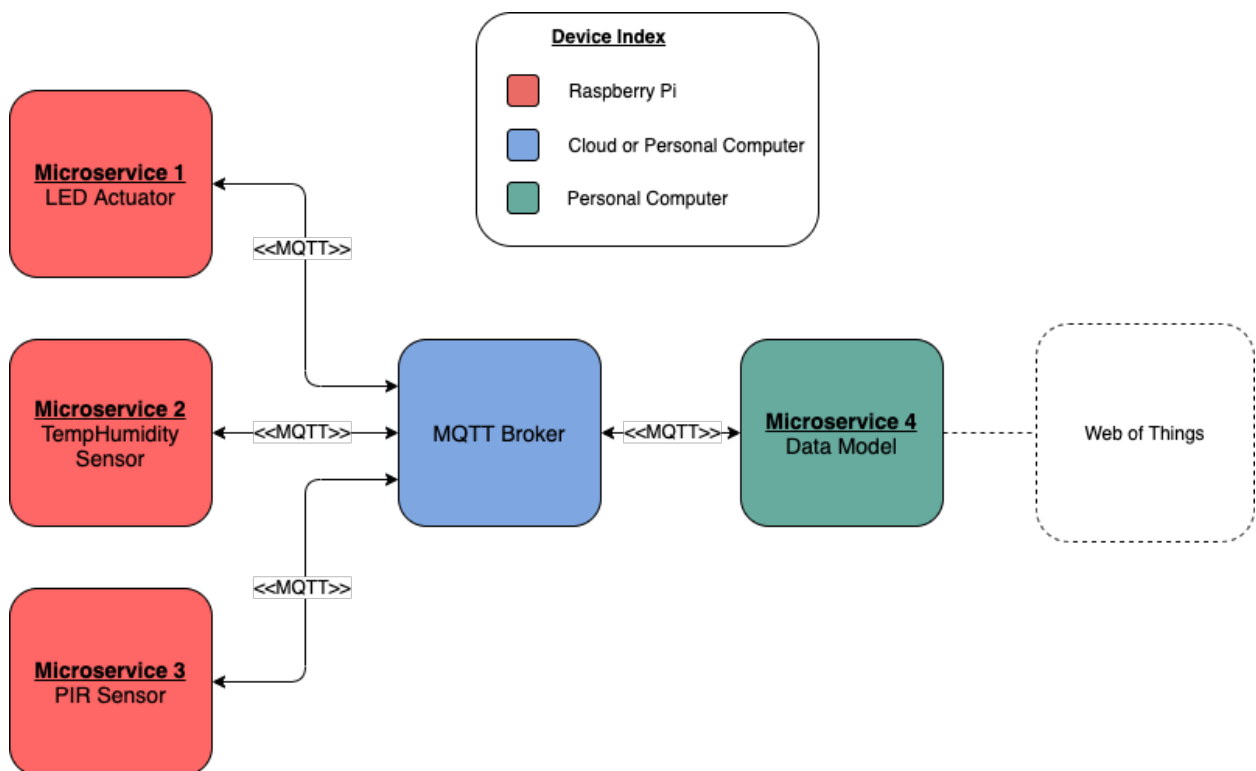 Device Index
Raspberry Pi
Cloud or Personal Computer
Personal Computer
Microservice 1
LED Actuator
<<MQTT>>
Microservice 2
TempHumidity
Sensor
<<MQTT>>
MQTT Broker
<<MQTT>>
Microservice 4
Data Model
Web of Things
<<MQTT>>
Microservice 3
PIR Sensor